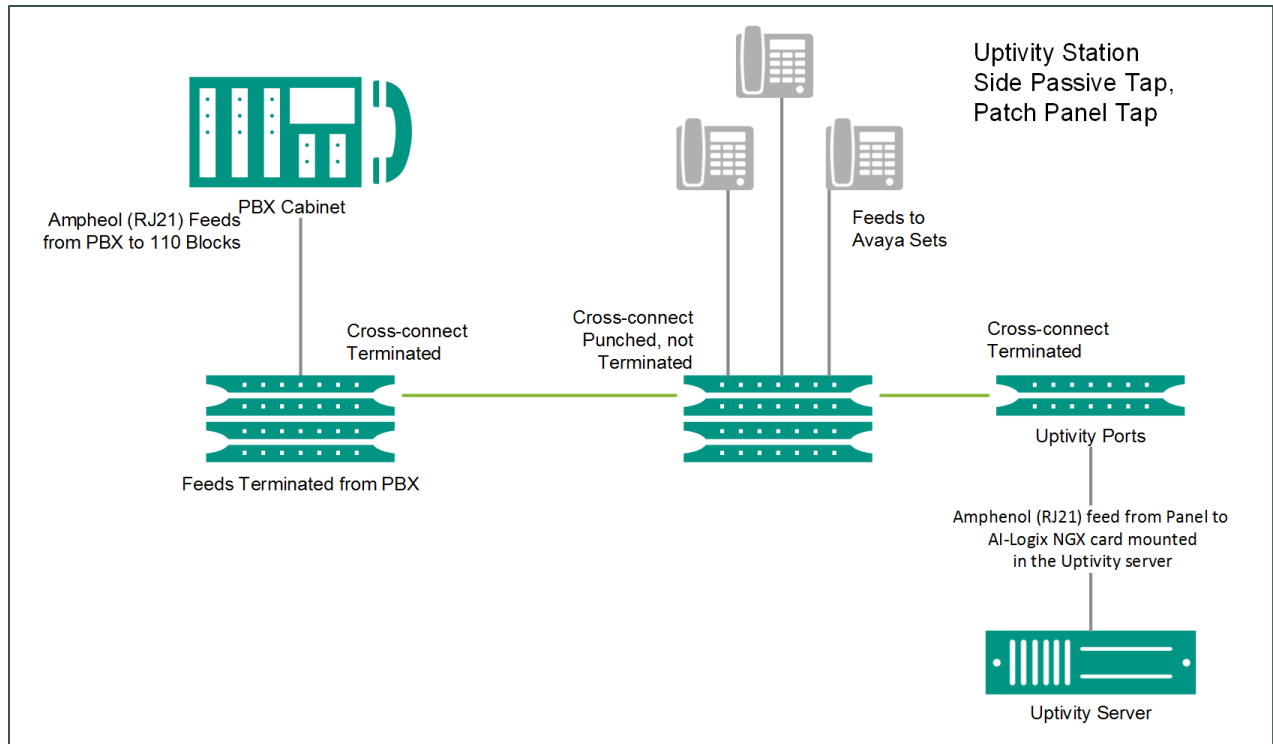 Uptivity Station
Side Passive Tap,
Patch Panel Tap
PBX Cabinet
Ampheol (RJ21) Feeds
from PBX to 110 Blocks
Feeds to
Avaya Sets
Cross-connect
Terminated
Cross-connect
Punched, not
Terminated
Cross-connect
Terminated
Feeds Terminated from PBX
Uptivity Ports
Amphenol (RJ21) feed from Panel to
AI-Logix NGX card mounted
in the Uptivity server
Uptivity Server